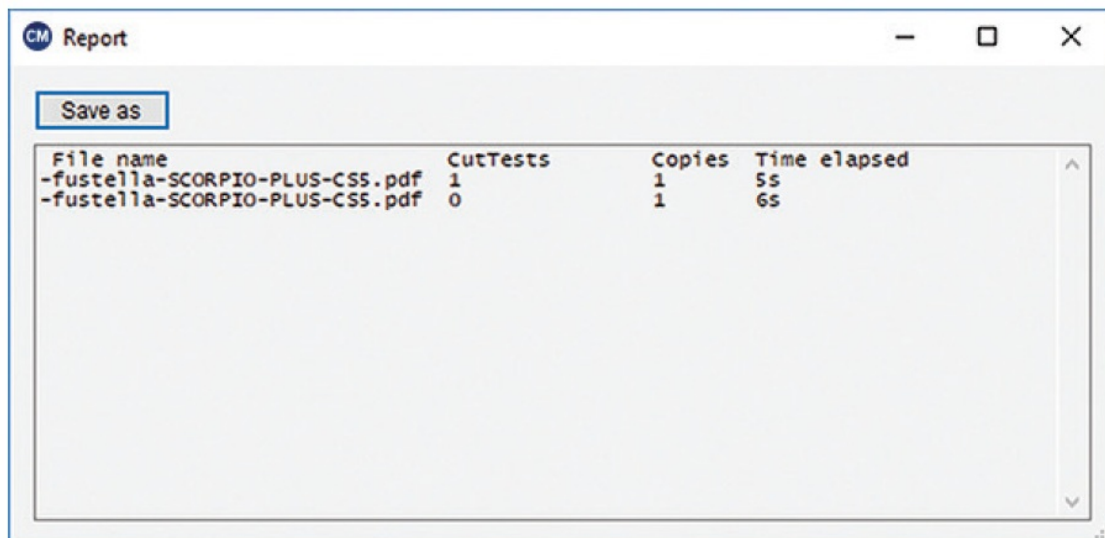 CM Report
Save as
File name CutTests Copies Time elapsed
-fustella-SCORPIO-PLUS-CS5.pdf 1 1 5s
-fustella-SCORPIO-PLUS-CS5.pdf 0 1 6s